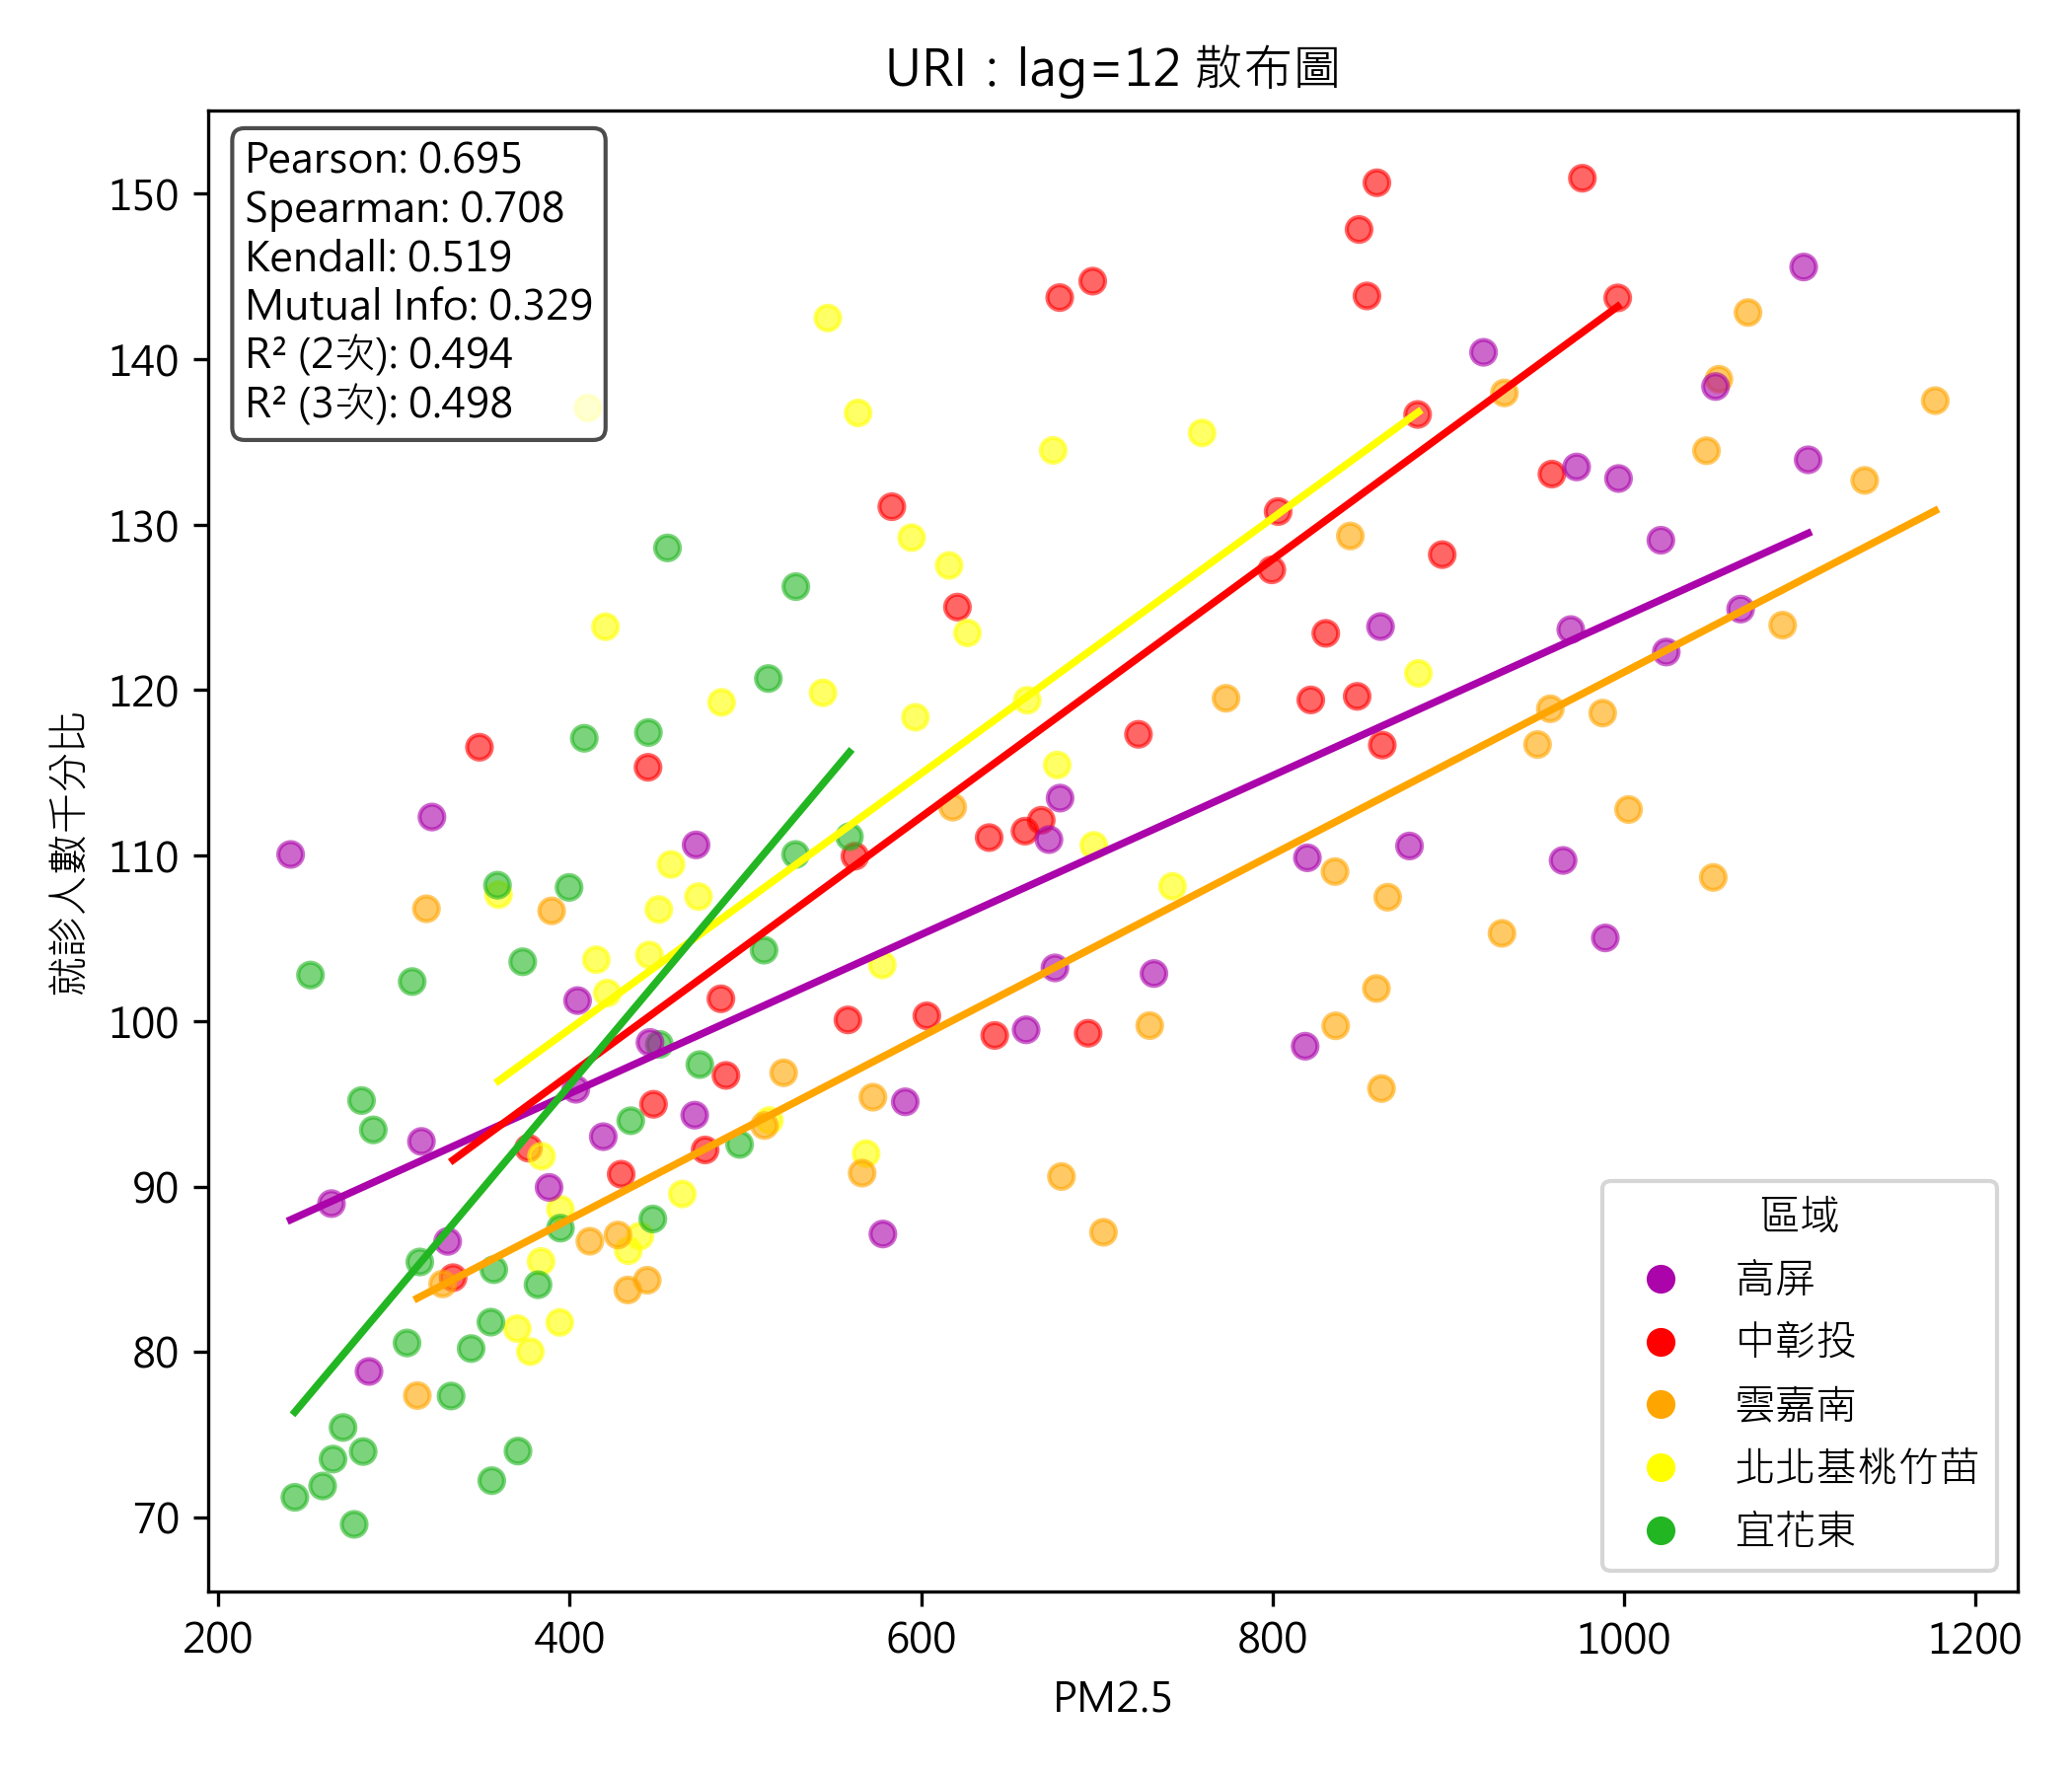 URI：lag=12 散布圖
Pearson: 0.695
Spearman: 0.708
Kendall: 0.519
Mutual Info: 0.329
R² (2次): 0.494
R² (3次): 0.498
就診人數千分比
150
140
130
120
110
100
90
80
70
區域
高屏
中彰投
雲嘉南
北北基桃竹苗
宜花東
200 400 600 800 1000 1200
PM2.5